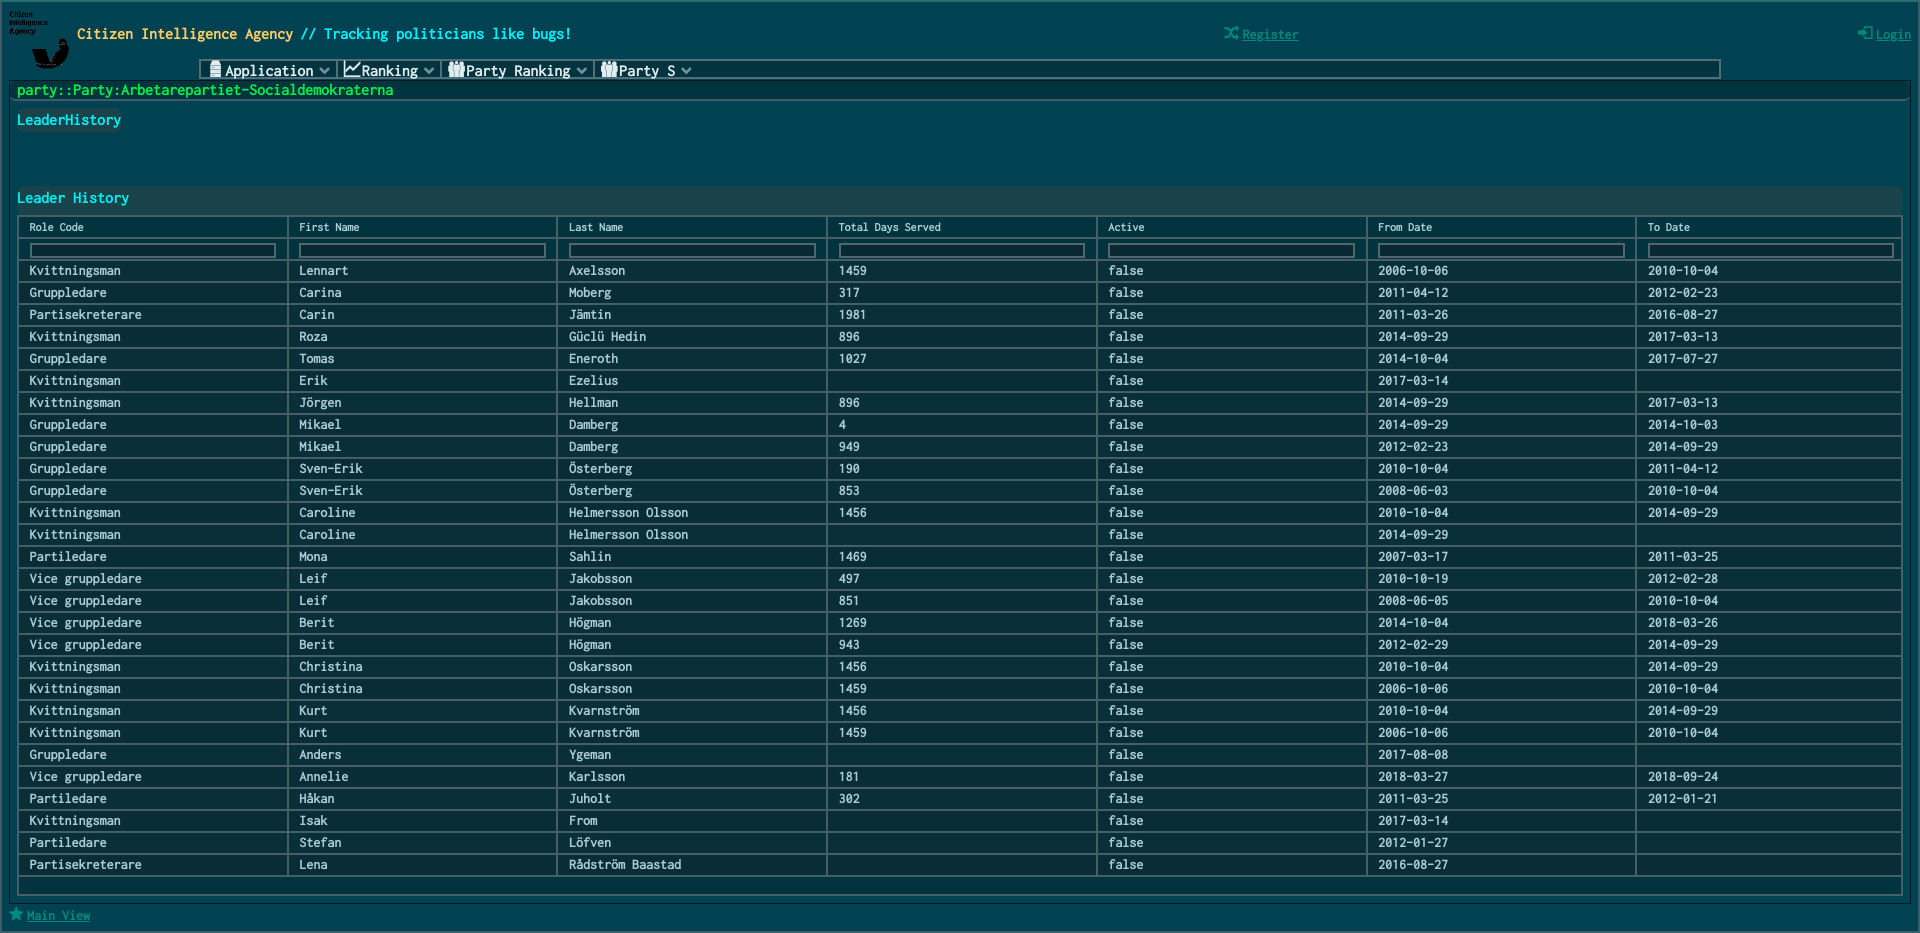 Citizen
Intelligence
Agency
Citizen Intelligence Agency // Tracking politicians like bugs!
Register
Login
Application Ranking Party Ranking Party S
party::Party:Arbetarepartiet-Socialdemokraterna
LeaderHistory
Leader History
Role Code First Name Last Name Total Days Served Active From Date To Date
Kvittningsman Lennart Axelsson 1459 false 2006-10-06 2010-10-04
Gruppledare Carina Moberg 317 false 2011-04-12 2012-02-23
Partisekreterare Carin Jämtin 1981 false 2011-03-26 2016-08-27
Kvittningsman Roza Güclü Hedin 896 false 2014-09-29 2017-03-13
Gruppledare Tomas Eneroth 1027 false 2014-10-04 2017-07-27
Kvittningsman Erik Ezelius false 2017-03-14
Kvittningsman Jörgen Hellman 896 false 2014-09-29 2017-03-13
Gruppledare Mikael Damberg 4 false 2014-09-29 2014-10-03
Gruppledare Mikael Damberg 949 false 2012-02-23 2014-09-29
Gruppledare Sven-Erik Österberg 190 false 2010-10-04 2011-04-12
Gruppledare Sven-Erik Österberg 853 false 2008-06-03 2010-10-04
Kvittningsman Caroline Helmersson Olsson 1456 false 2010-10-04 2014-09-29
Kvittningsman Caroline Helmersson Olsson false 2014-09-29
Partiledare Mona Sahlin 1469 false 2007-03-17 2011-03-25
Vice gruppledare Leif Jakobsson 497 false 2010-10-19 2012-02-28
Vice gruppledare Leif Jakobsson 851 false 2008-06-05 2010-10-04
Vice gruppledare Berit Högman 1269 false 2014-10-04 2018-03-26
Vice gruppledare Berit Högman 943 false 2012-02-29 2014-09-29
Kvittningsman Christina Oskarsson 1456 false 2010-10-04 2014-09-29
Kvittningsman Christina Oskarsson 1459 false 2006-10-06 2010-10-04
Kvittningsman Kurt Kvarnström 1456 false 2010-10-04 2014-09-29
Kvittningsman Kurt Kvarnström 1459 false 2006-10-06 2010-10-04
Gruppledare Anders Ygeman false 2017-08-08
Vice gruppledare Annelie Karlsson 181 false 2018-03-27 2018-09-24
Partiledare Håkan Juholt 302 false 2011-03-25 2012-01-21
Kvittningsman Isak From false 2017-03-14
Partiledare Stefan Löfven false 2012-01-27
Partisekreterare Lena Rådström Baastad false 2016-08-27
Main View